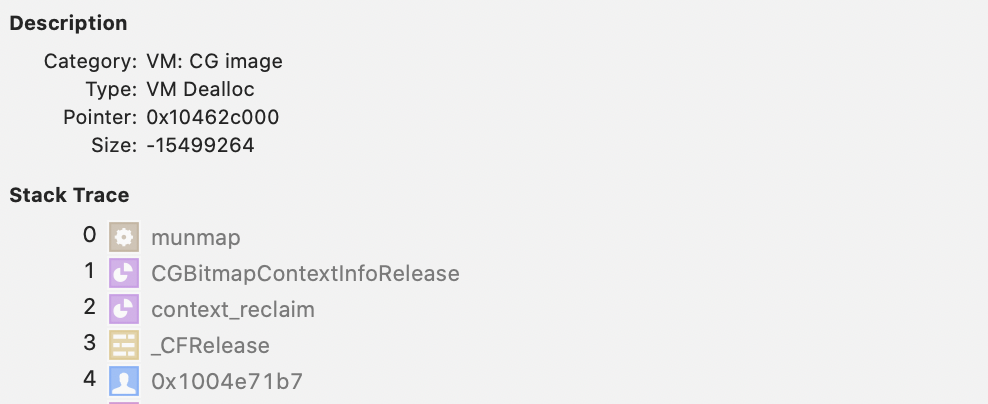 Description
Category: VM: CG image
Type: VM Dealloc
Pointer: 0x10462c000
Size: -15499264
Stack Trace
0 munmap
1 CGBitmapContextInfoRelease
2 context_reclaim
3 _CFRelease
4 0x1004e71b7